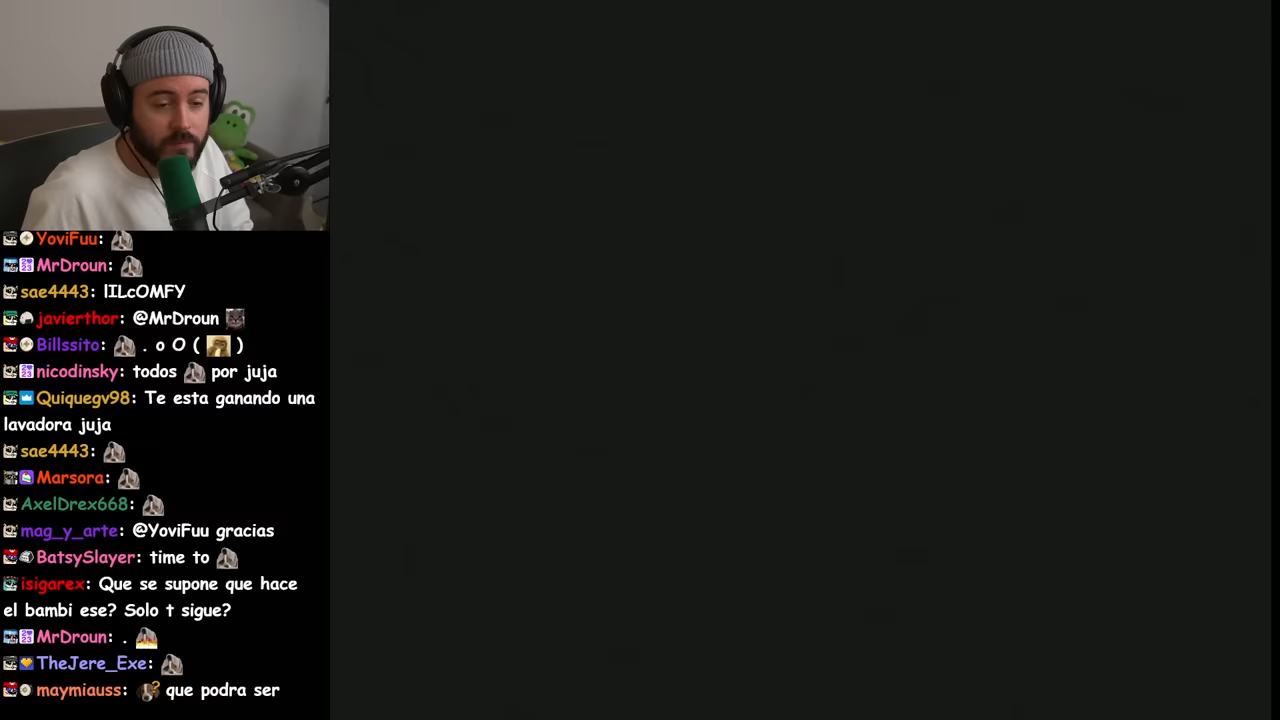 YoviFuu:
MrDroun:
sae4443: lILcOMFY
javierthor: @MrDroun
Billssito: . o O ( )
nicodinsky: todos por juja
Quiquegv98: Te esta ganando una
lavadora juja
sae4443:
Marsora:
AxelDrex668:
mag_y_arte: @YoviFuu gracias
BatsySlayer: time to
isigarex: Que se supone que hace
el bambi ese? Solo t sigue?
MrDroun: .
TheJere_Exe:
maymiauss: que podra ser